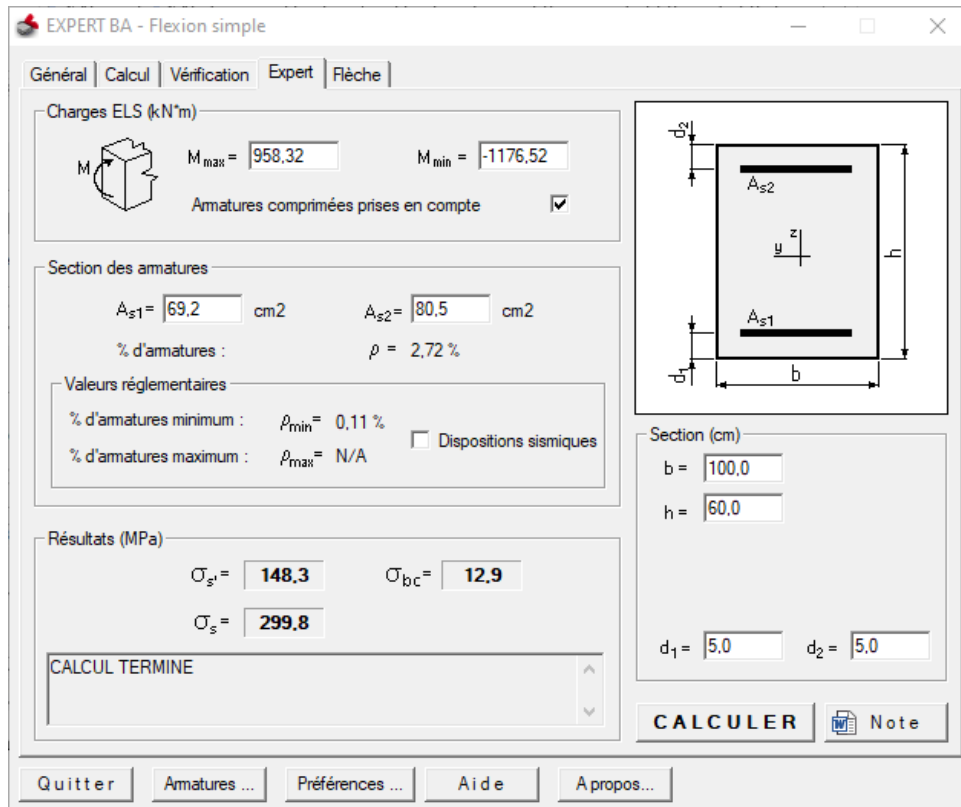 EXPERT BA - Flexion simple
Général Calcul Vérification Expert Flèche
Charges ELS (kN*m)
M
M max = 958,32 M min = -1176,52
Armatures comprimées prises en compte
Section des armatures
As1= 69,2 cm2 As2= 80,5 cm2
% d'armatures : ρ = 2,72 %
Valeurs réglementaires
% d'armatures minimum : ρmin= 0,11 %
Dispositions sismiques
% d'armatures maximum : ρmax= N/A
Résultats (MPa)
σs'= 148,3 σbc= 12,9
σs= 299,8
CALCUL TERMINE
d2
As2
z
y
h
As1
d1
b
Section (cm)
b = 100,0
h = 60,0
d1 = 5,0 d2 = 5,0
CALCULER Note
Quitter Armatures ... Préférences ... Aide A propos...